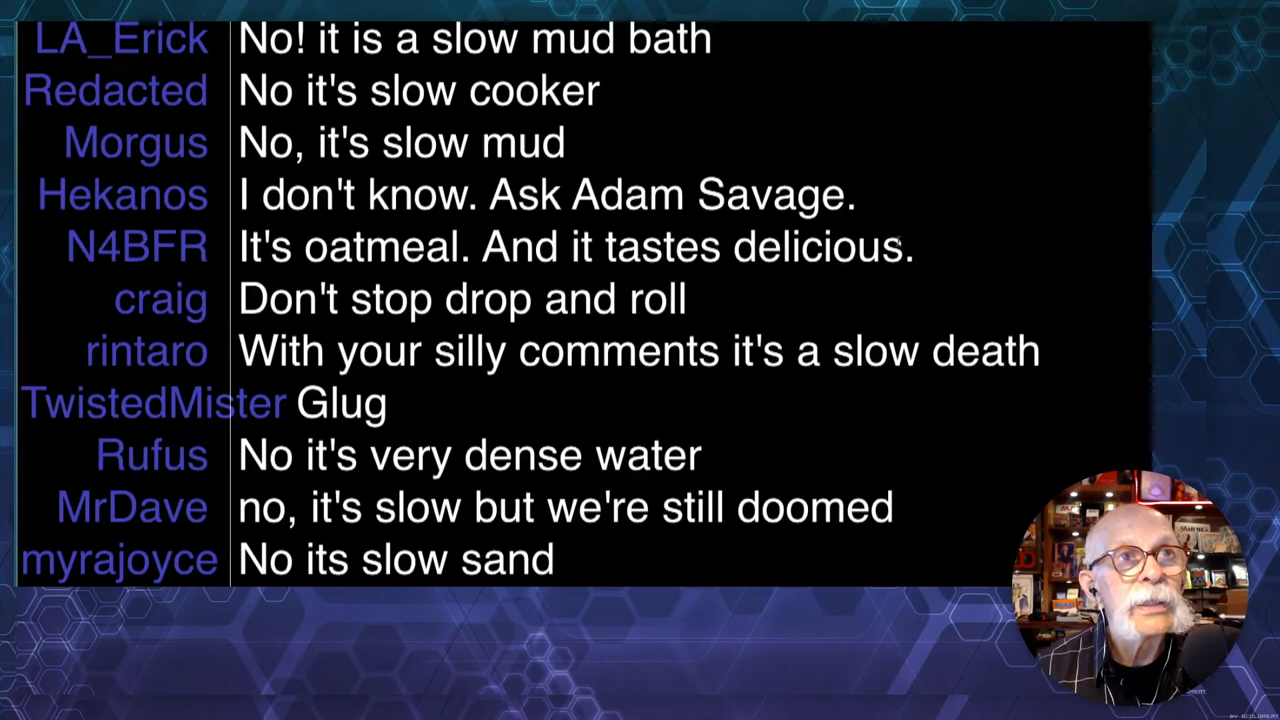 LA_Erick No! it is a slow mud bath
Redacted No it's slow cooker
Morgus No, it's slow mud
Hekanos I don't know. Ask Adam Savage.
N4BFR It's oatmeal. And it tastes delicious.
craig Don't stop drop and roll
rintaro With your silly comments it's a slow death
TwistedMister Glug
Rufus No it's very dense water
MrDave no, it's slow but we're still doomed
myrajoyce No its slow sand